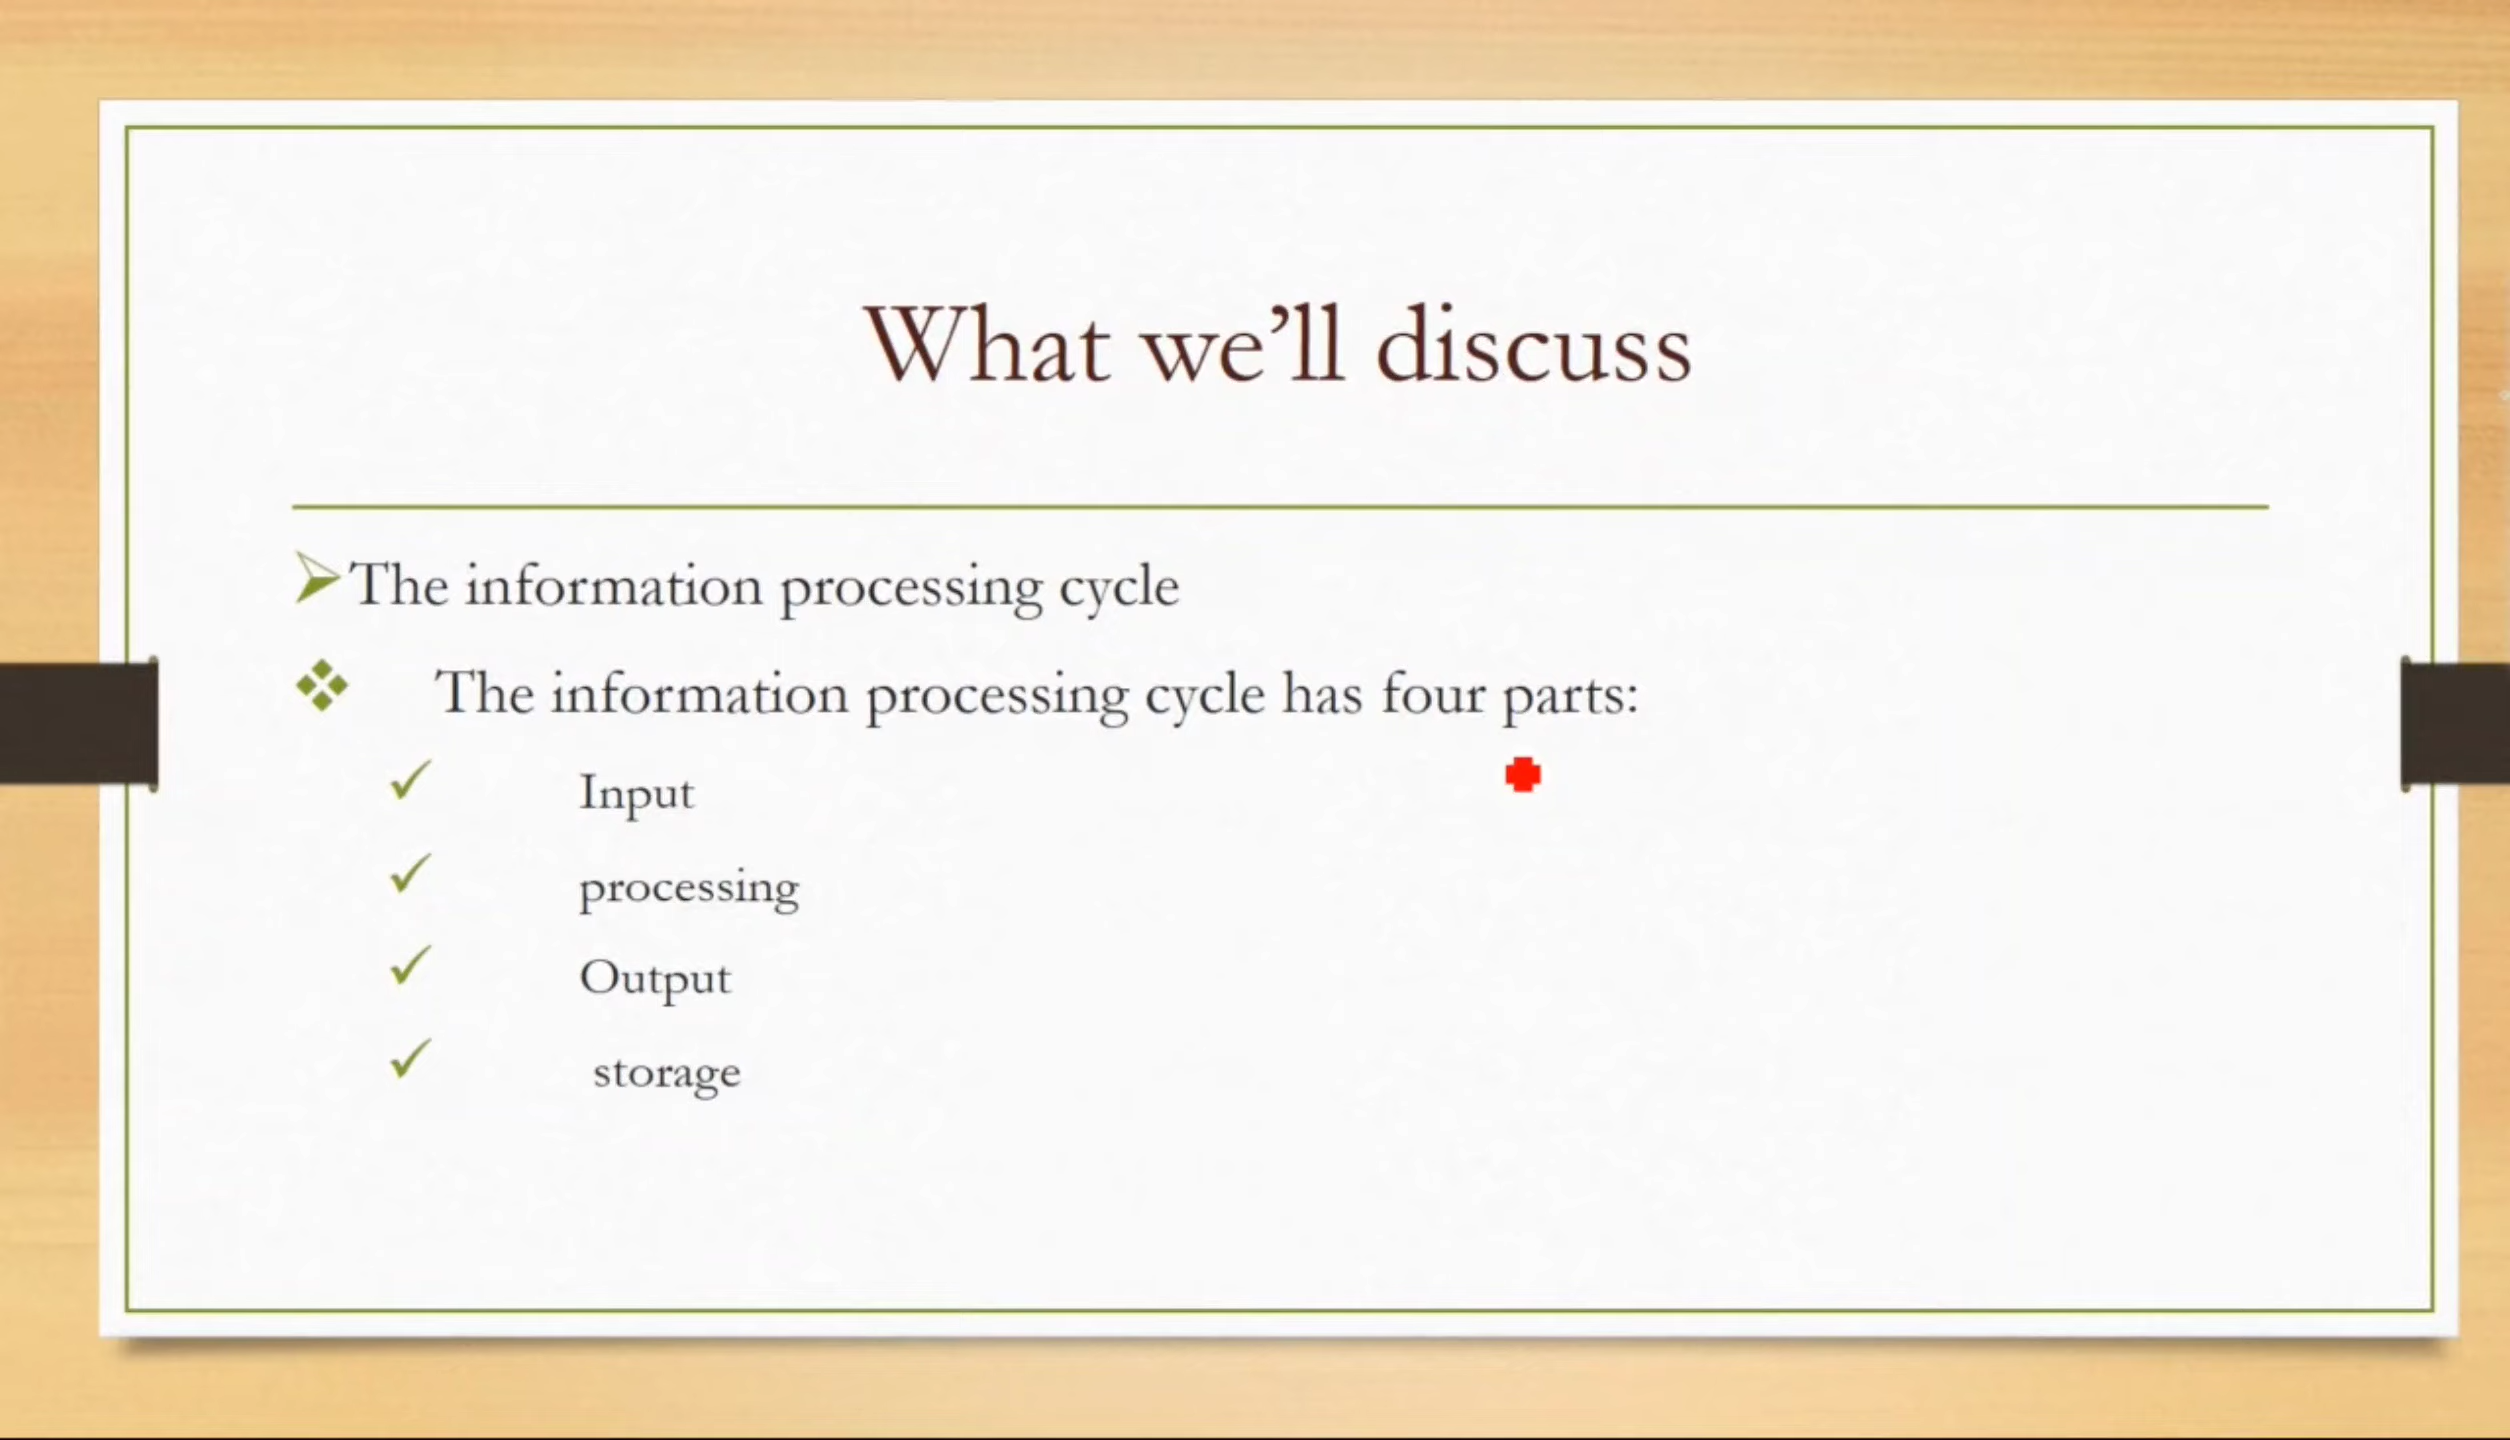 What we’ll discuss
The information processing cycle
The information processing cycle has four parts:
Input
processing
Output
storage